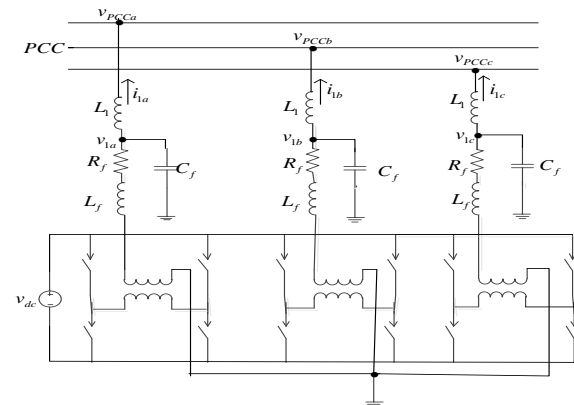 v_PCCa
PCC v_PCCb
v_PCCc
L_1 i_1a L_1 i_1b L_1 i_1c
v_1a v_1b v_1c
R_f C_f R_f C_f R_f C_f
L_f L_f L_f
v_dc